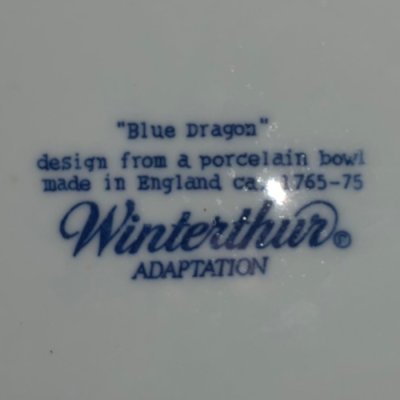 "Blue Dragon"
design from a porcelain bowl
made in England ca. 1765-75
Winterthur®
ADAPTATION